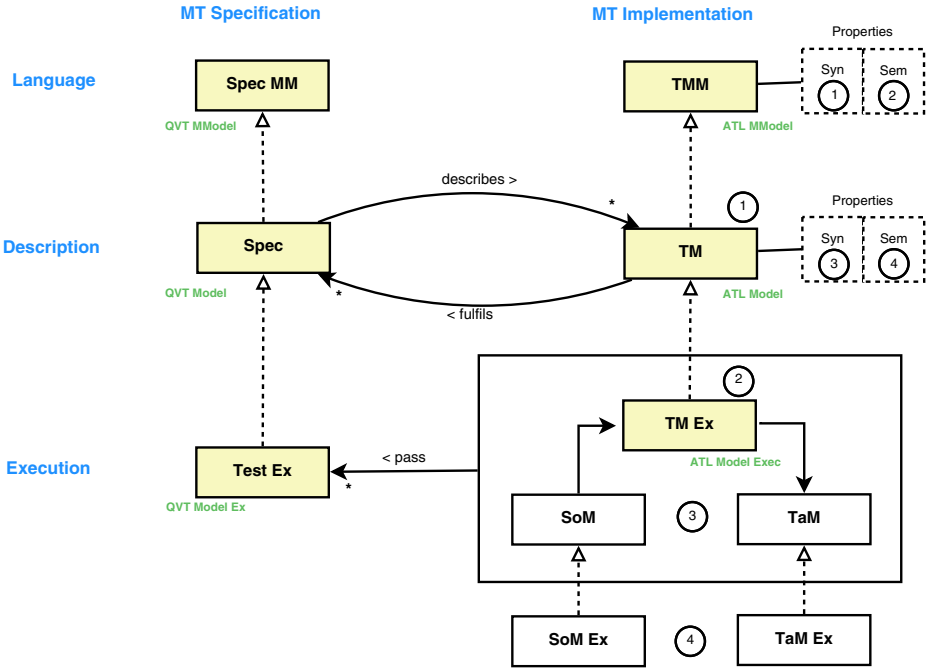 MT Specification
MT Implementation
Properties
Language
Spec MM
TMM
Syn
Sem
1
2
QVT MModel
ATL MModel
describes >
*
1
Properties
Description
Spec
TM
Syn
Sem
3
4
QVT Model
*
ATL Model
< fulfils
2
TM Ex
Execution
Test Ex
< pass
ATL Model Exec
*
QVT Model Ex
SoM
3
TaM
SoM Ex
4
TaM Ex